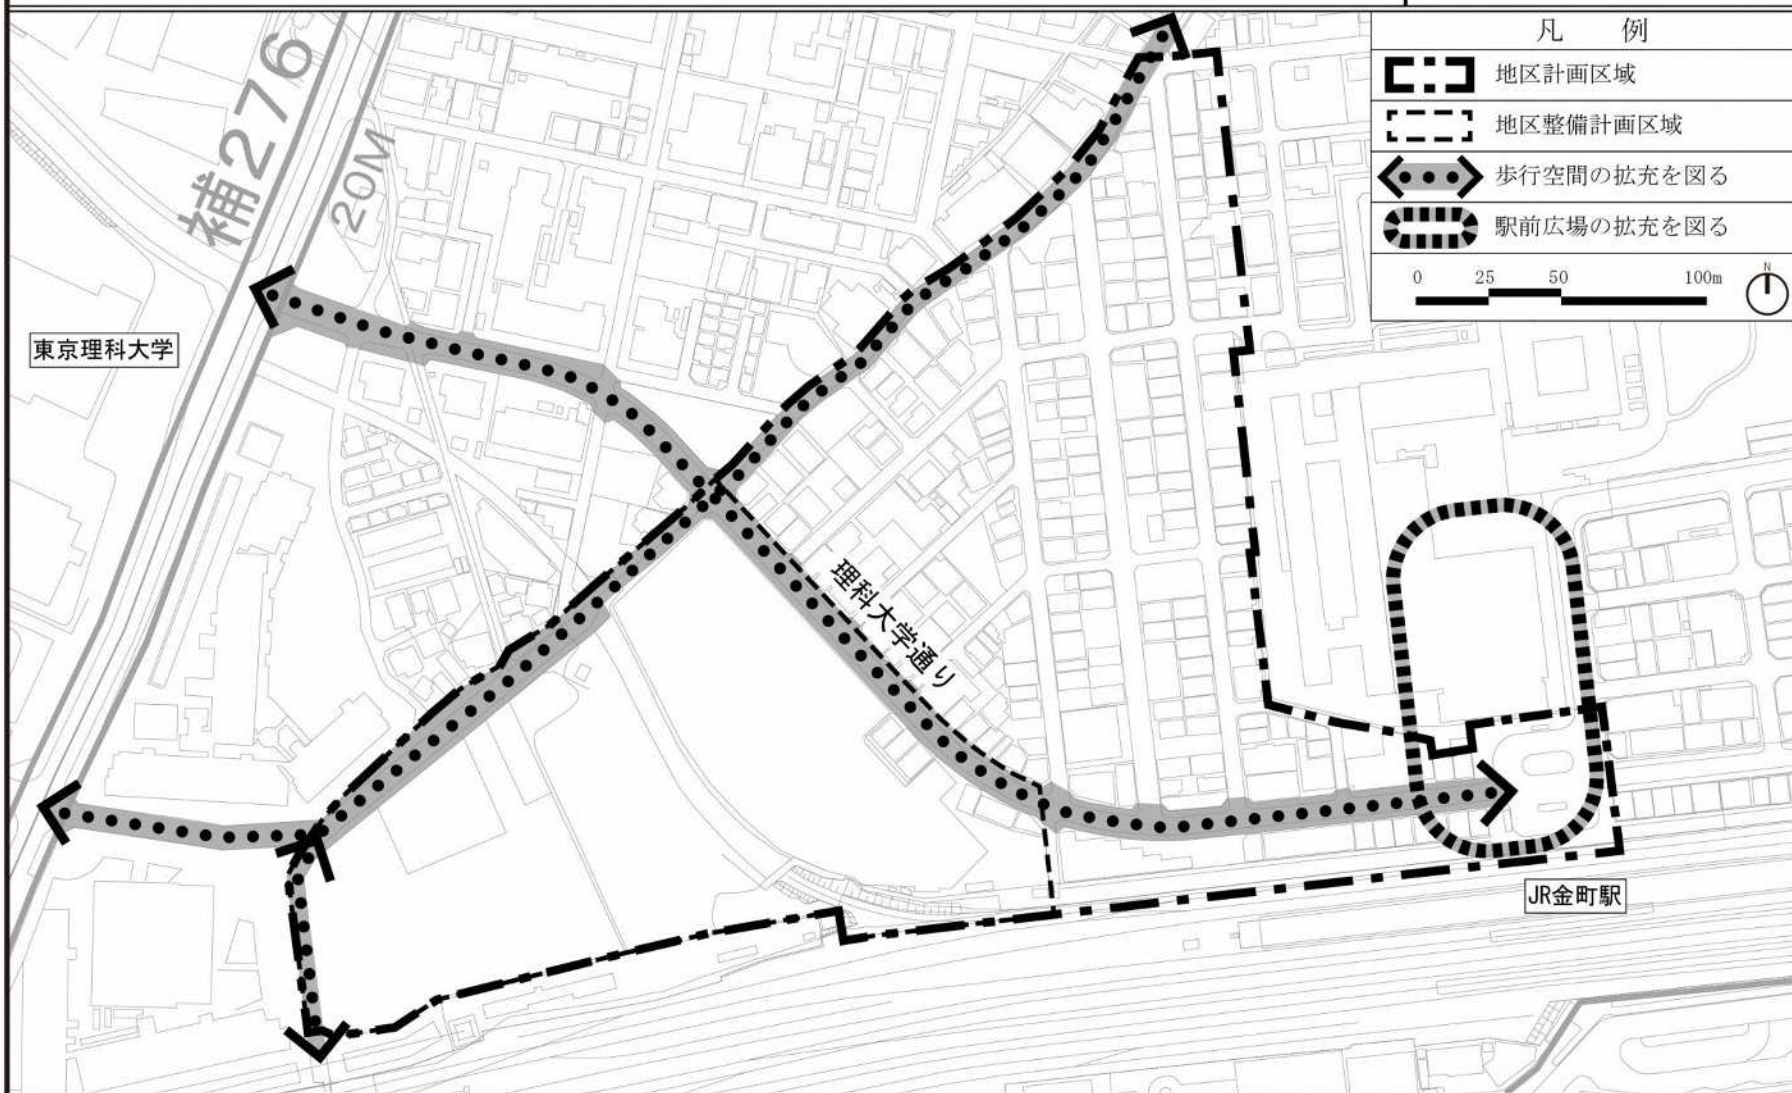 凡 例
地区計画区域
地区整備計画区域
歩行空間の拡充を図る
駅前広場の拡充を図る
0 25 50 100m
N
補276
20M
東京理科大学
理科大学通り
JR金町駅